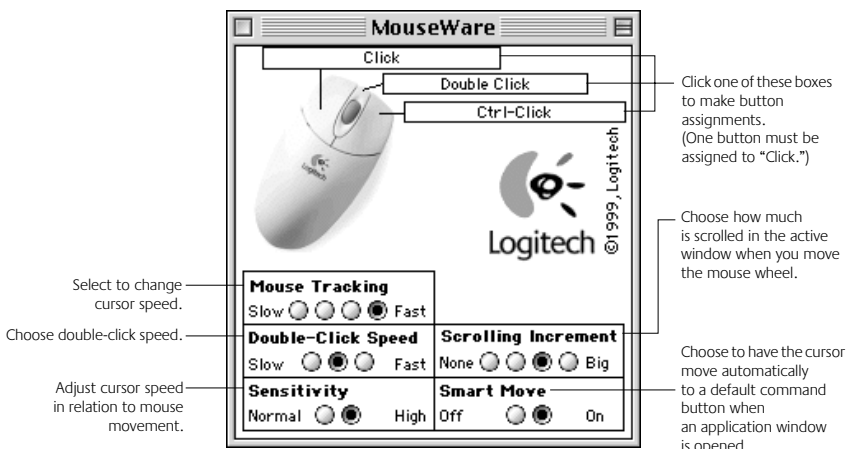 MouseWare
Click
Double Click
Ctrl-Click
Click one of these boxes
to make button
assignments.
(One button must be
assigned to “Click.”)
Logitech
Logitech
©1999, Logitech
Choose how much
is scrolled in the active
window when you move
the mouse wheel.
Select to change
cursor speed.
Mouse Tracking
Slow Fast
Choose double-click speed.
Double-Click Speed
Slow Fast
Scrolling Increment
None Big
Adjust cursor speed
in relation to mouse
movement.
Sensitivity
Normal High
Smart Move
Off On
Choose to have the cursor
move automatically
to a default command
button when
an application window
is opened